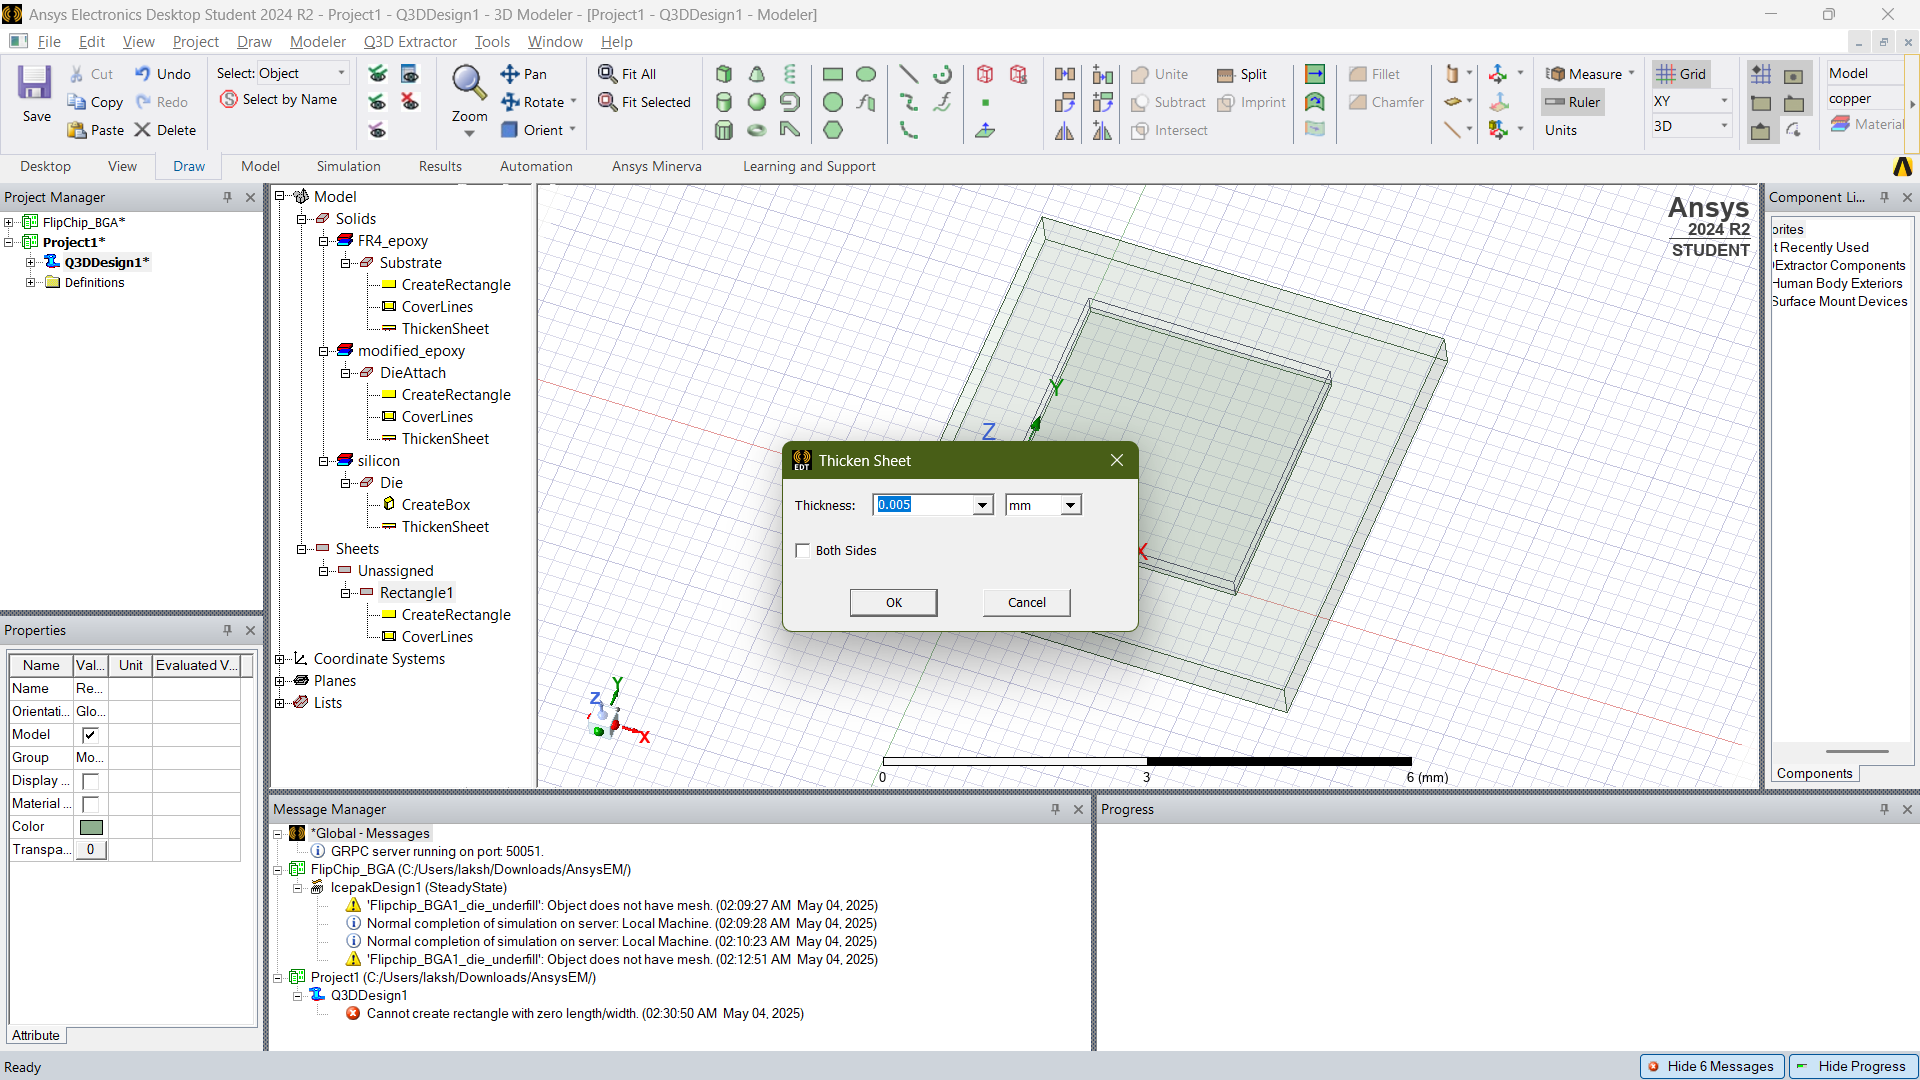 Ansys Electronics Desktop Student 2024 R2 - Project1 - Q3DDesign1 - 3D Modeler - [Project1 - Q3DDesign1 - Modeler]
File Edit View Project Draw Modeler Q3D Extractor Tools Window Help
Save
Cut
Copy
Paste
Undo
Redo
Delete
Select: Object
Select by Name
Zoom
Pan
Rotate
Orient
Fit All
Fit Selected
Unite
Subtract
Intersect
Split
Imprint
Fillet
Chamfer
Measure
Ruler
Units
Grid
XY
3D
Model
copper
Material
Desktop View Draw Model Simulation Results Automation Ansys Minerva Learning and Support
Project Manager
FlipChip_BGA*
Project1*
Q3DDesign1*
Definitions
Properties
Name Val... Unit Evaluated V...
Name Re...
Orientati... Glo...
Model
Group Mo...
Display ...
Material ...
Color
Transpa... 0
Attribute
Model
Solids
FR4_epoxy
Substrate
CreateRectangle
CoverLines
ThickenSheet
modified_epoxy
DieAttach
CreateRectangle
CoverLines
ThickenSheet
silicon
Die
CreateBox
ThickenSheet
Sheets
Unassigned
Rectangle1
CreateRectangle
CoverLines
Coordinate Systems
Planes
Lists
Ansys
2024 R2
STUDENT
Y
Z
X
Thicken Sheet
EDT
Thickness: 0.005 mm
Both Sides
OK Cancel
Z Y X
0 3 6 (mm)
Component Li...
orites
t Recently Used
Extractor Components
Human Body Exteriors
Surface Mount Devices
Components
Message Manager
*Global - Messages
GRPC server running on port: 50051.
FlipChip_BGA (C:/Users/laksh/Downloads/AnsysEM/)
IcepakDesign1 (SteadyState)
'Flipchip_BGA1_die_underfill': Object does not have mesh. (02:09:27 AM May 04, 2025)
Normal completion of simulation on server: Local Machine. (02:09:28 AM May 04, 2025)
Normal completion of simulation on server: Local Machine. (02:10:23 AM May 04, 2025)
'Flipchip_BGA1_die_underfill': Object does not have mesh. (02:12:51 AM May 04, 2025)
Project1 (C:/Users/laksh/Downloads/AnsysEM/)
Q3DDesign1
Cannot create rectangle with zero length/width. (02:30:50 AM May 04, 2025)
Progress
Ready
Hide 6 Messages
Hide Progress